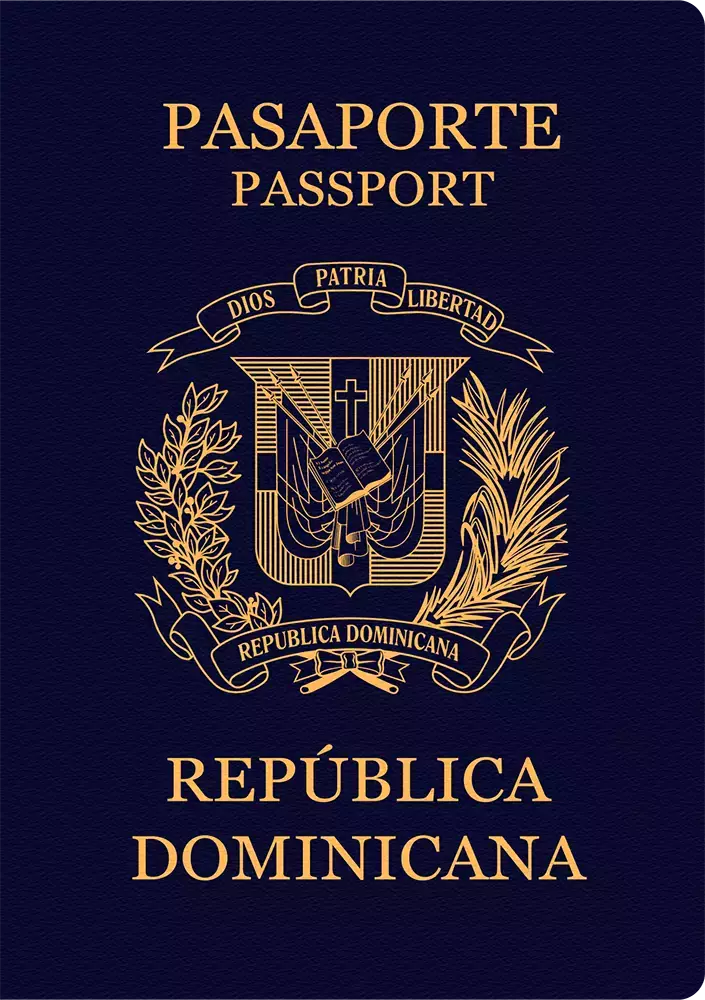 PASAPORTE
PASSPORT
DIOS PATRIA LIBERTAD
REPUBLICA DOMINICANA
REPÚBLICA
DOMINICANA